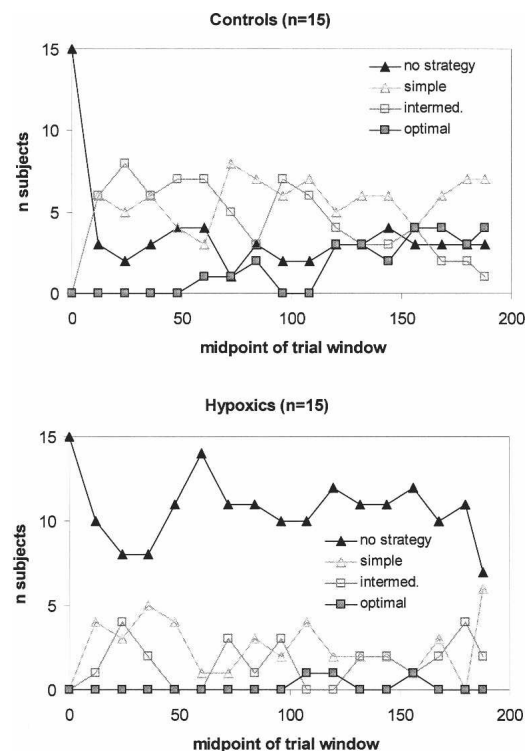 Controls (n=15)
15
no strategy
simple
intermed.
optimal
10
n subjects
5
0
0
50
100
150
200
midpoint of trial window
Hypoxics (n=15)
15
10
n subjects
no strategy
simple
intermed.
optimal
5
0
0
50
100
150
200
midpoint of trial window